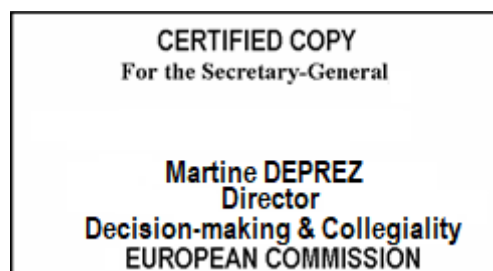 CERTIFIED COPY
For the Secretary-General
Martine DEPREZ
Director
Decision-making & Collegiality
EUROPEAN COMMISSION